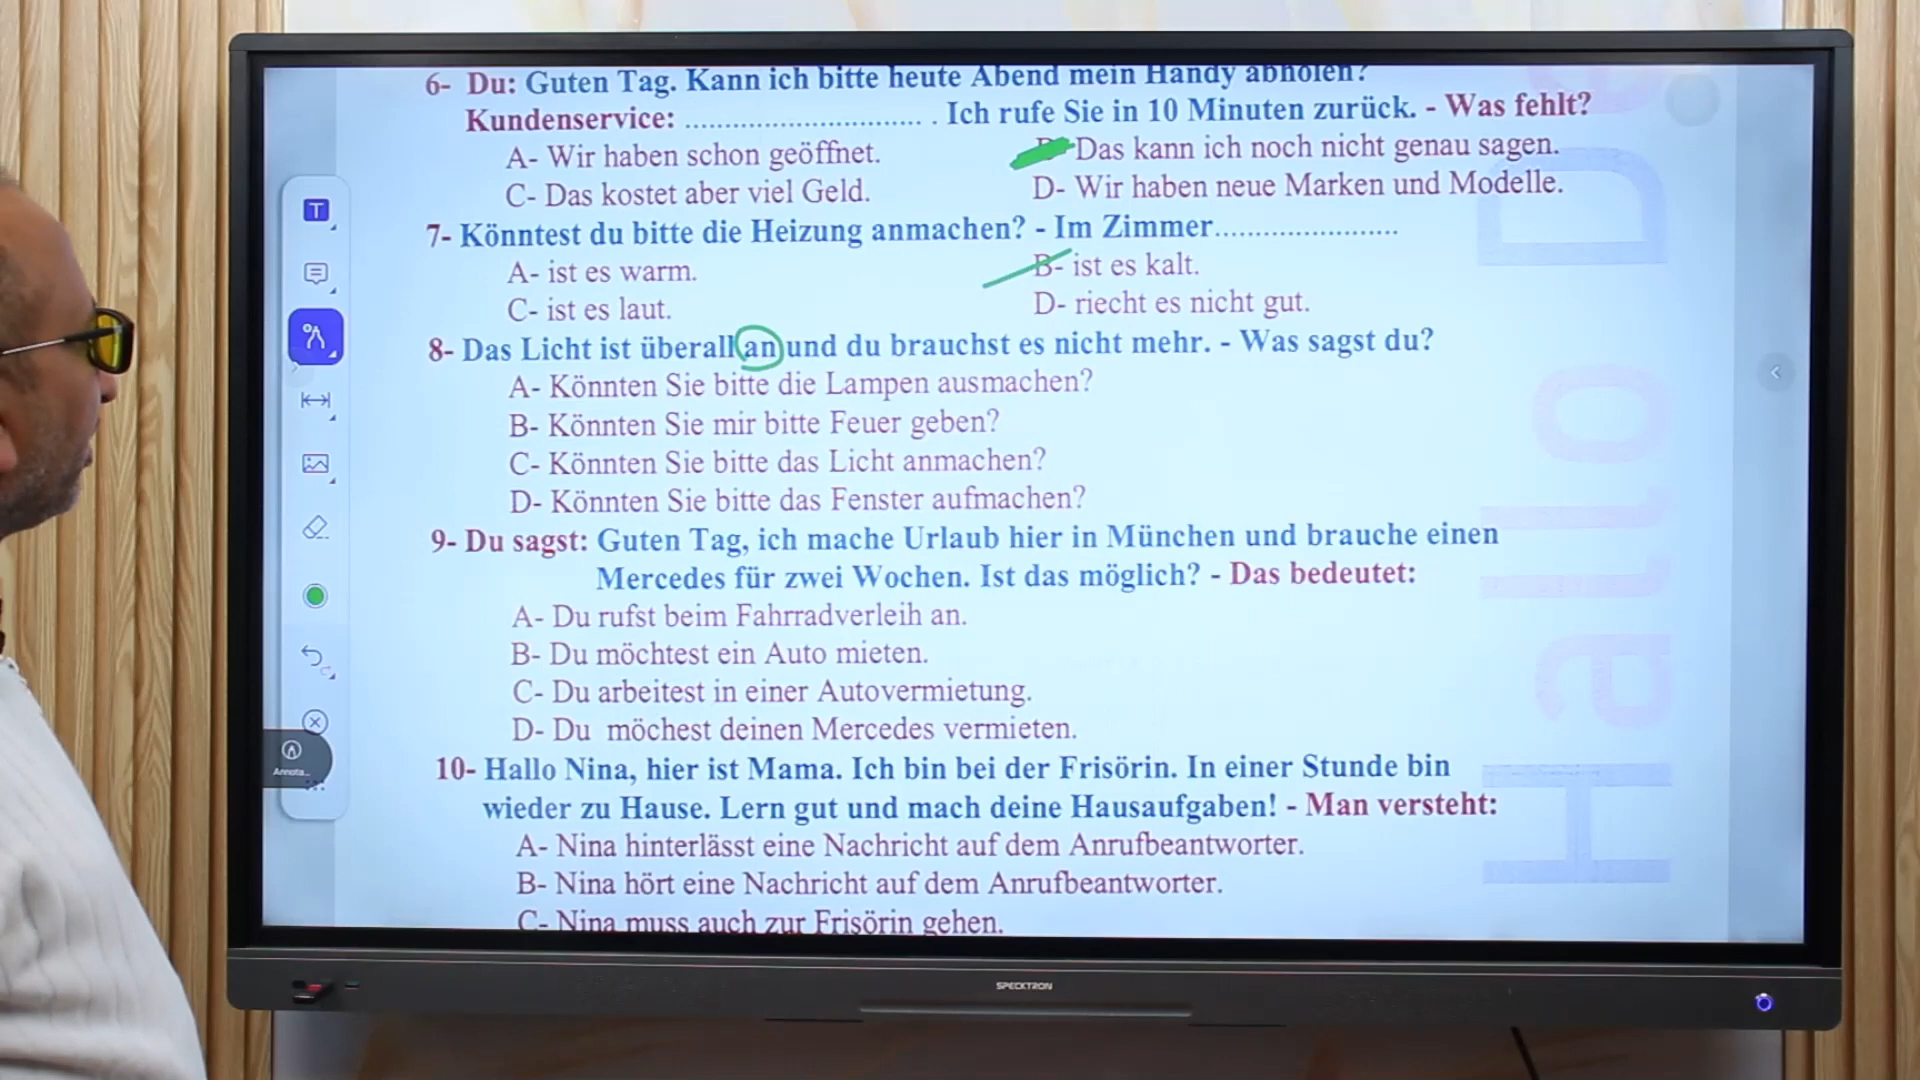 6- Du: Guten Tag. Kann ich bitte heute Abend mein Handy abholen?
Kundenservice: ............................. . Ich rufe Sie in 10 Minuten zurück. - Was fehlt?
A- Wir haben schon geöffnet.
Das kann ich noch nicht genau sagen.
C- Das kostet aber viel Geld.
D- Wir haben neue Marken und Modelle.
7- Könntest du bitte die Heizung anmachen? - Im Zimmer.......................
A- ist es warm.
B- ist es kalt.
C- ist es laut.
D- riecht es nicht gut.
8- Das Licht ist überall an und du brauchst es nicht mehr. - Was sagst du?
A- Könnten Sie bitte die Lampen ausmachen?
B- Könnten Sie mir bitte Feuer geben?
C- Könnten Sie bitte das Licht anmachen?
D- Könnten Sie bitte das Fenster aufmachen?
9- Du sagst: Guten Tag, ich mache Urlaub hier in München und brauche einen
Mercedes für zwei Wochen. Ist das möglich? - Das bedeutet:
A- Du rufst beim Fahrradverleih an.
B- Du möchtest ein Auto mieten.
C- Du arbeitest in einer Autovermietung.
D- Du möchest deinen Mercedes vermieten.
10- Hallo Nina, hier ist Mama. Ich bin bei der Frisörin. In einer Stunde bin
wieder zu Hause. Lern gut und mach deine Hausaufgaben! - Man versteht:
A- Nina hinterlässt eine Nachricht auf dem Anrufbeantworter.
B- Nina hört eine Nachricht auf dem Anrufbeantworter.
C- Nina muss auch zur Frisörin gehen.
Hallo D
Annota...
SPECKTRON